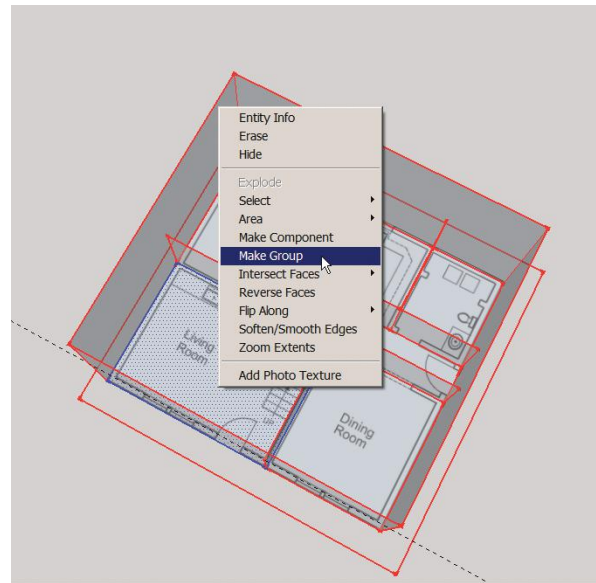 Entity Info
Erase
Hide
Explode
Select
Area
Make Component
Make Group
Intersect Faces
Reverse Faces
Flip Along
Soften/Smooth Edges
Zoom Extents
Add Photo Texture
Living
Room
Dining
Room